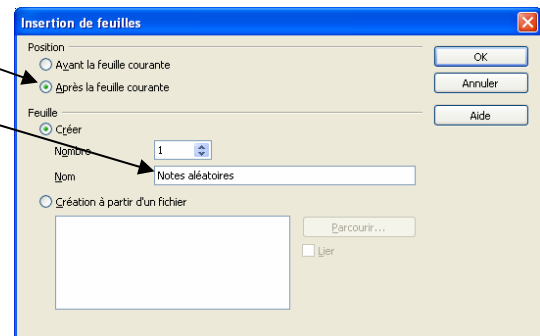 Insertion de feuilles
Position
Avant la feuille courante
Après la feuille courante
OK
Annuler
Aide
Feuille
Créer
Nombre 1
Nom Notes aléatoires
Création à partir d'un fichier
Parcourir...
Lier